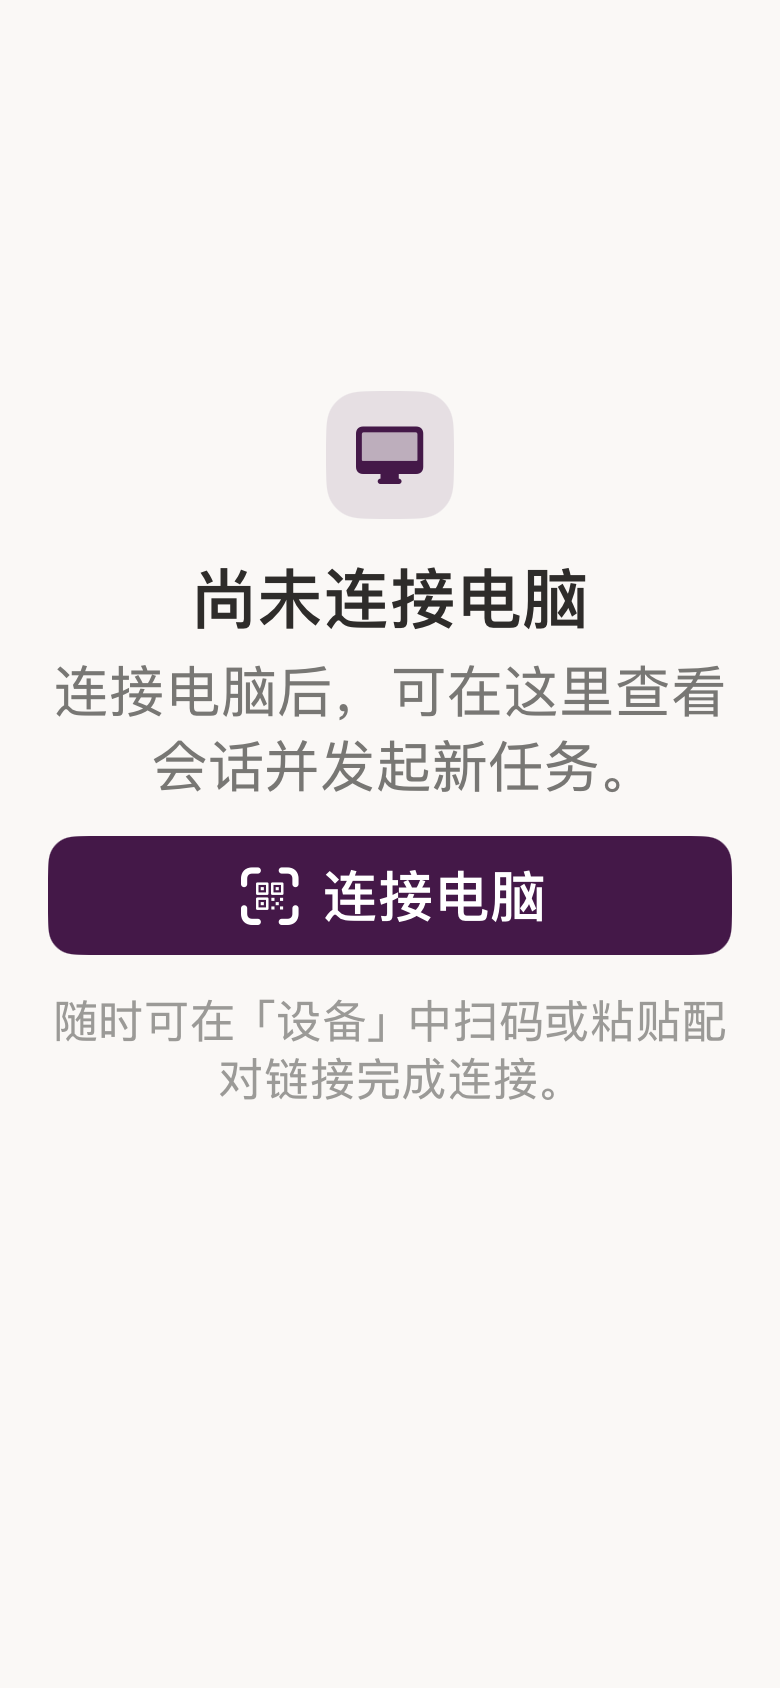 尚未连接电脑
连接电脑后，可在这里查看
会话并发起新任务。
连接电脑
随时可在「设备」中扫码或粘贴配
对链接完成连接。